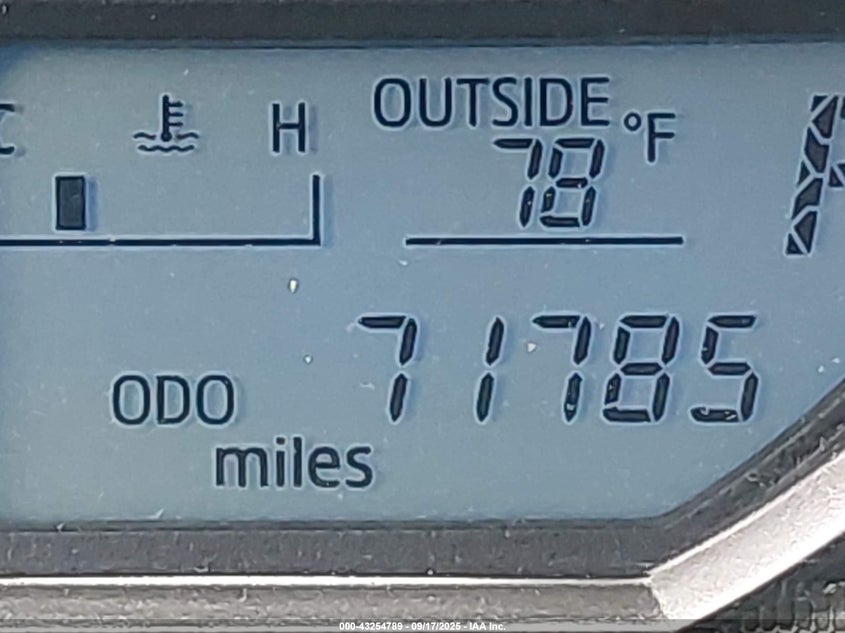 C H OUTSIDE
78 °F
ODO 71785
miles
000-43254789 - 09/17/2025 - IAA Inc.